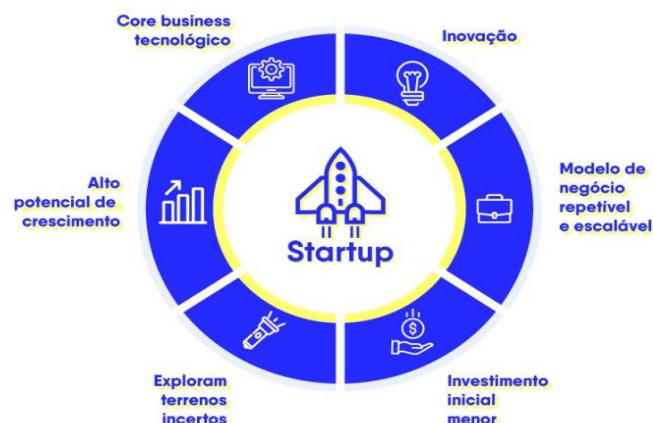 Core business
tecnológico
Inovação
Alto
potencial de
crescimento
Startup
Modelo de
negócio
repetível
e escalável
Exploram
terrenos
incertos
Investimento
inicial
menor
$